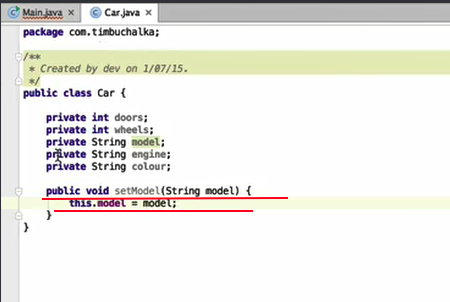 Main.java × Car.java ×
package com.timbuchalka;
/**
* Created by dev on 1/07/15.
*/
public class Car {
private int doors;
private int wheels;
private String model;
private String engine;
private String colour;
public void setModel(String model) {
this.model = model;
}
}